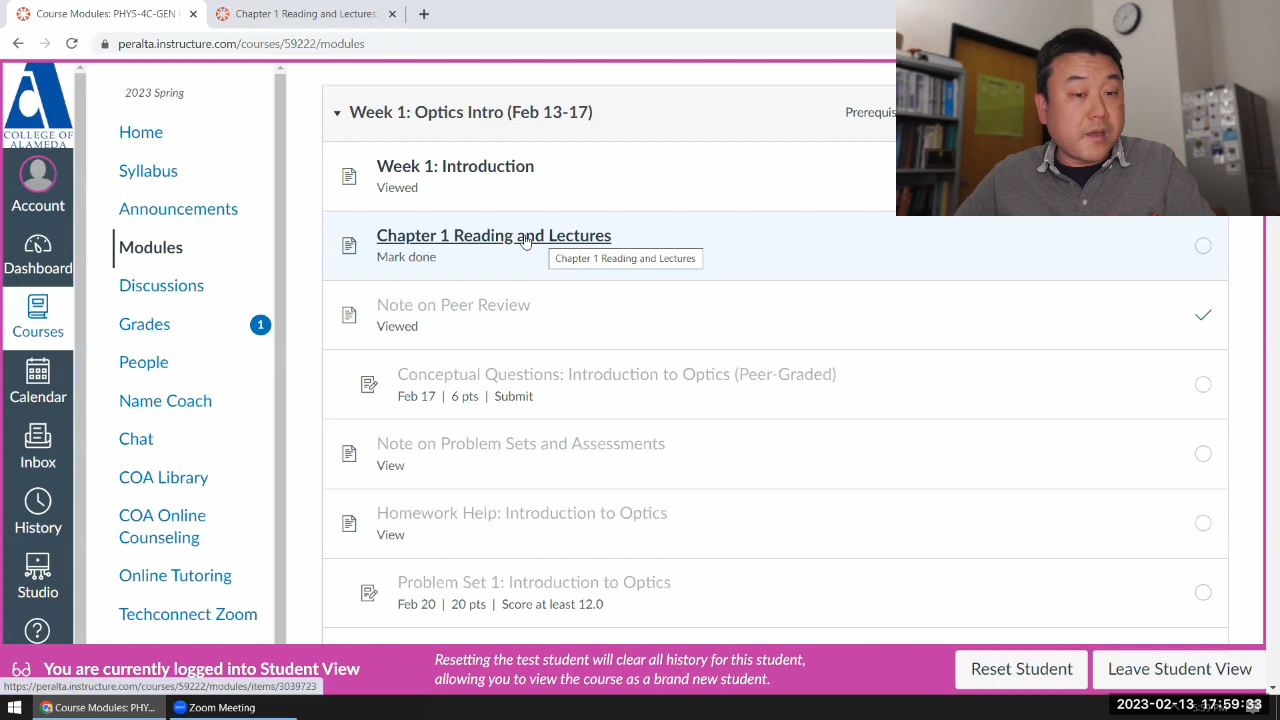 Course Modules: PHYS-4C-GEN
Chapter 1 Reading and Lectures:
peralta.instructure.com/courses/59222/modules
COLLEGE OF
ALAMEDA
Account
Dashboard
Courses
Calendar
Inbox
History
Studio
2023 Spring
Home
Syllabus
Announcements
Modules
Discussions
Grades
1
People
Name Coach
Chat
COA Library
COA Online
Counseling
Online Tutoring
Techconnect Zoom
Week 1: Optics Intro (Feb 13-17)
Prerequis
Week 1: Introduction
Viewed
Chapter 1 Reading and Lectures
Mark done
Chapter 1 Reading and Lectures
Note on Peer Review
Viewed
Conceptual Questions: Introduction to Optics (Peer-Graded)
Feb 17 | 6 pts | Submit
Note on Problem Sets and Assessments
View
Homework Help: Introduction to Optics
View
Problem Set 1: Introduction to Optics
Feb 20 | 20 pts | Score at least 12.0
You are currently logged into Student View
Resetting the test student will clear all history for this student,
allowing you to view the course as a brand new student.
Reset Student
Leave Student View
https://peralta.instructure.com/courses/59222/modules/items/3039723
Course Modules: PHY...
Zoom Meeting
2023-02-13 17:59:33